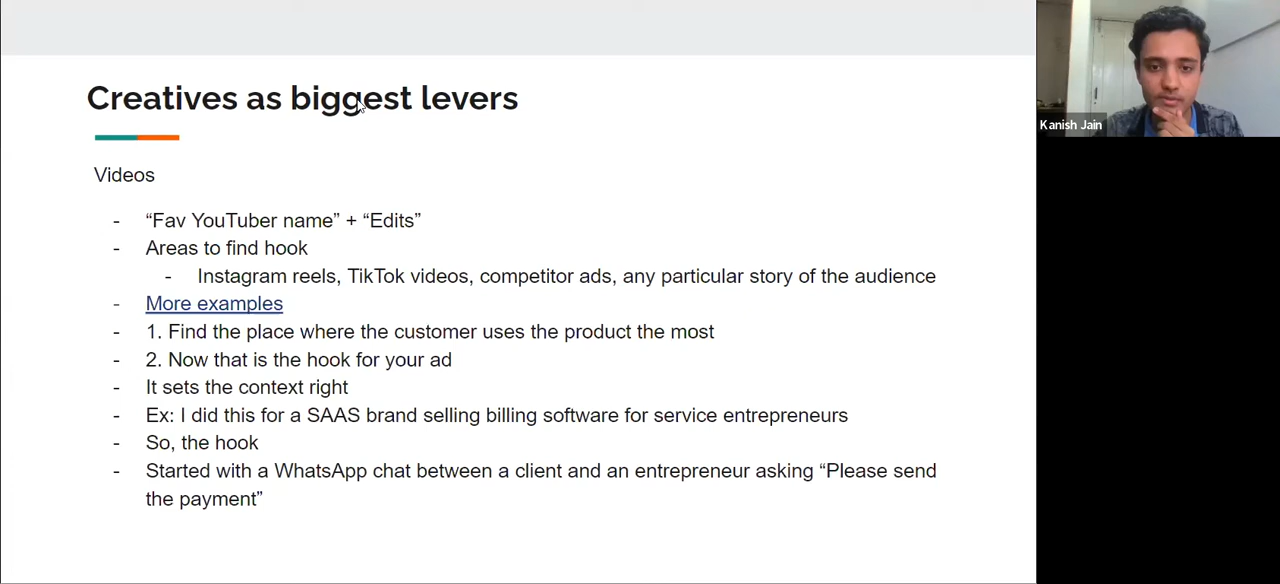 Creatives as biggest levers
Videos
- “Fav YouTuber name” + “Edits”
- Areas to find hook
- Instagram reels, TikTok videos, competitor ads, any particular story of the audience
- More examples
- 1. Find the place where the customer uses the product the most
- 2. Now that is the hook for your ad
- It sets the context right
- Ex: I did this for a SAAS brand selling billing software for service entrepreneurs
- So, the hook
- Started with a WhatsApp chat between a client and an entrepreneur asking “Please send
the payment”
Kanish Jain